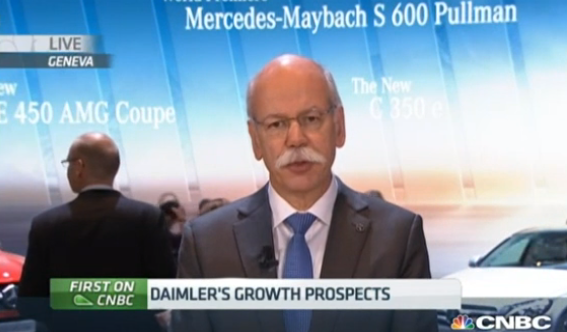 Mercedes-Maybach S 600 Pullman
LIVE
GENEVA
The New
E 450 AMG Coupe
C 350 e
FIRST ON
CNBC
DAIMLER'S GROWTH PROSPECTS
CNBC